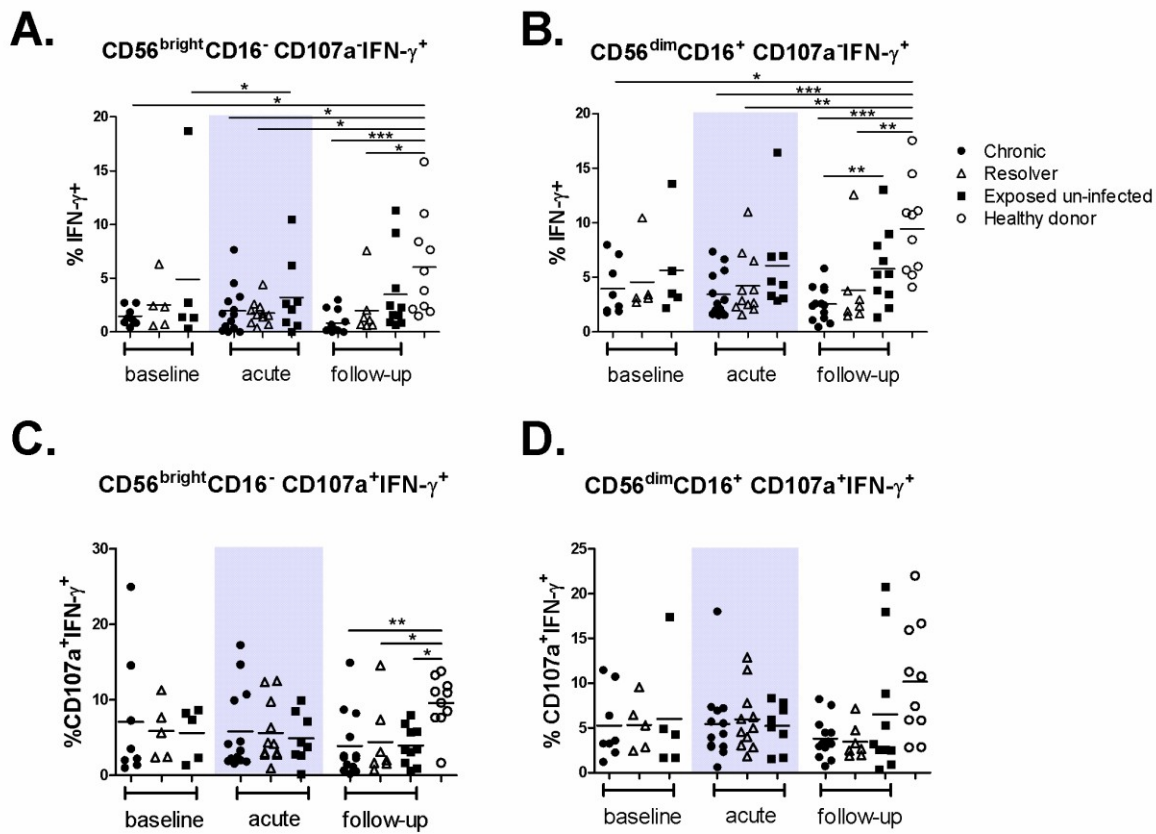 A.
CD56brightCD16- CD107a-IFN-γ+
% IFN-γ+
20
15
10
5
0
*
*
*
*
***
*
baseline
acute
follow-up
B.
CD56dimCD16+ CD107a-IFN-γ+
% IFN-γ+
20
15
10
5
0
*
***
**
***
**
**
baseline
acute
follow-up
Chronic
Resolver
Exposed un-infected
Healthy donor
C.
CD56brightCD16- CD107a+IFN-γ+
%CD107a+IFN-γ+
30
20
10
0
**
*
*
baseline
acute
follow-up
D.
CD56dimCD16+ CD107a+IFN-γ+
% CD107a+IFN-γ+
25
20
15
10
5
0
baseline
acute
follow-up